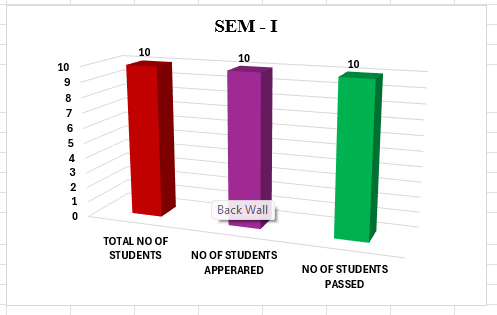 SEM - I
10
10
10
10
9
8
7
6
5
4
3
2
1
0
Back Wall
TOTAL NO OF
STUDENTS
NO OF STUDENTS
APPERARED
NO OF STUDENTS
PASSED